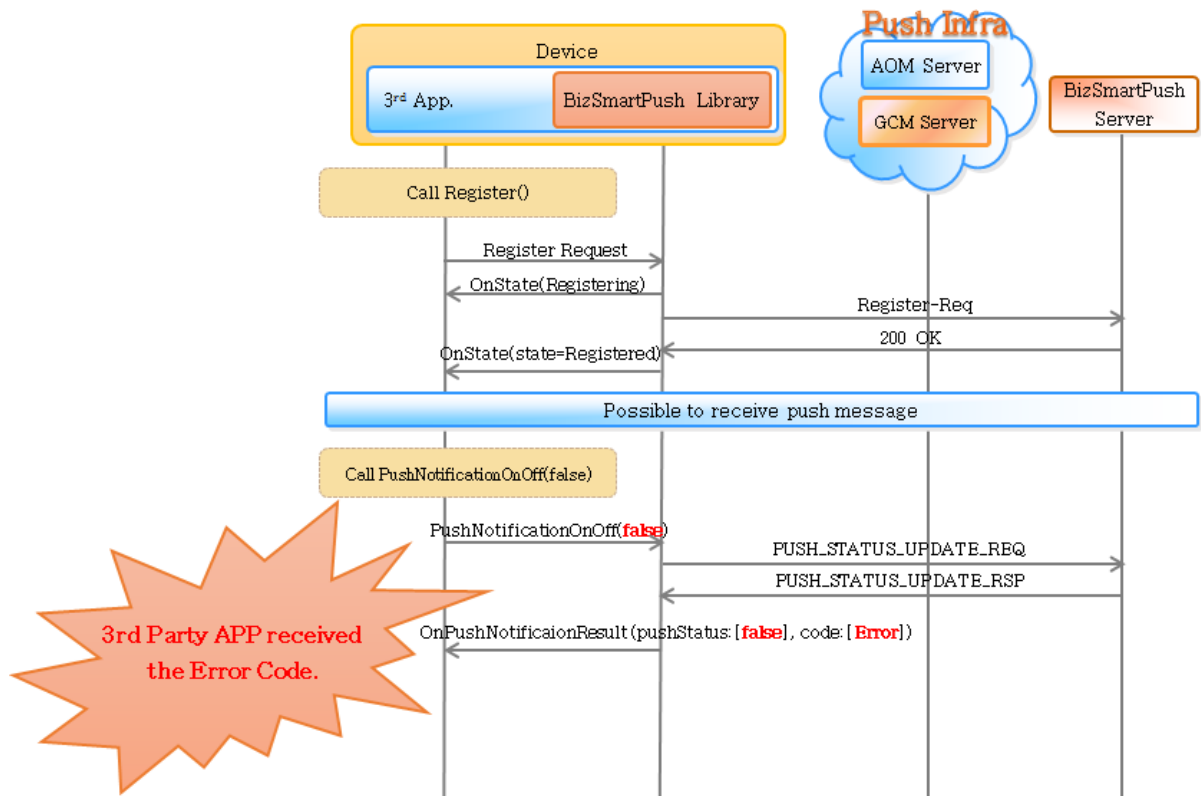 Push Infra
Device
AOM Server
3rd App.
BizSmartPush Library
BizSmartPush
Server
GCM Server
Call Register()
Register Request
OnState(Registering)
Register-Req
200 OK
OnState(state=Registered)
Possible to receive push message
Call PushNotificationOnOff(false)
PushNotificationOnOff(false)
PUSH_STATUS_UPDATE_REQ
PUSH_STATUS_UPDATE_RSP
3rd Party APP received
the Error Code.
OnPushNotificaionResult(pushStatus:[false], code:[Error])